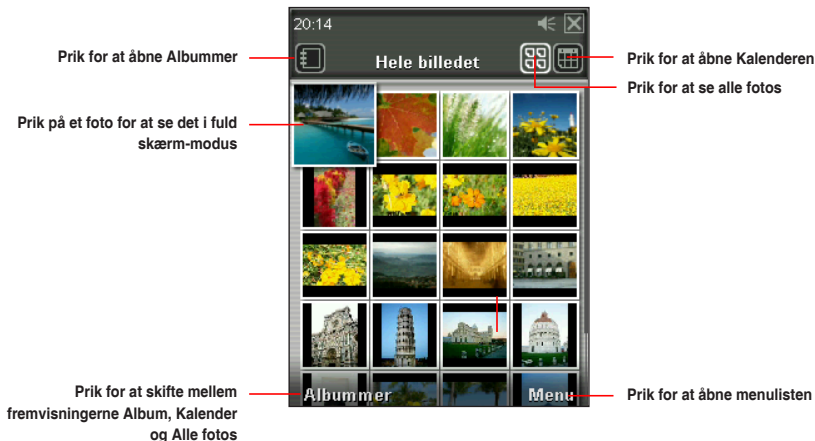 20:14
Hele billedet
Prik for at åbne Albummer
Prik på et foto for at se det i fuld
skærm-modus
Prik for at åbne Kalenderen
Prik for at se alle fotos
Albummer
Menu
Prik for at skifte mellem
fremvisningerne Album, Kalender
og Alle fotos
Prik for at åbne menulisten